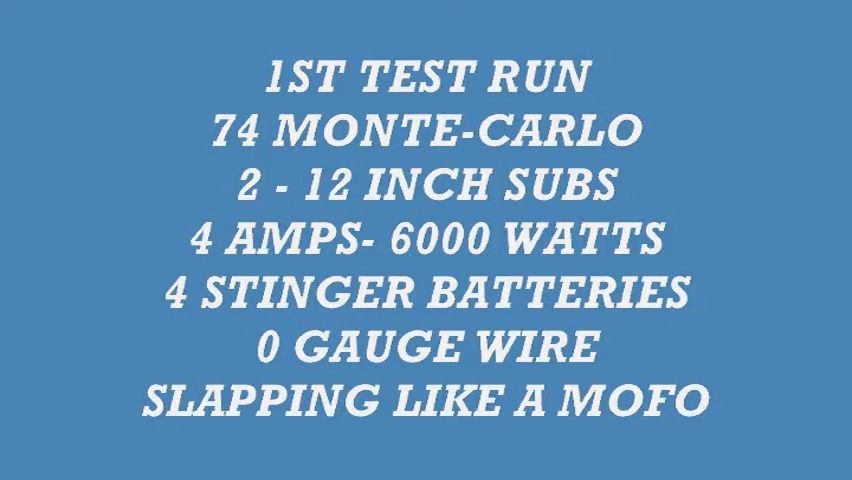 1ST TEST RUN
74 MONTE-CARLO
2 - 12 INCH SUBS
4 AMPS- 6000 WATTS
4 STINGER BATTERIES
0 GAUGE WIRE
SLAPPING LIKE A MOFO